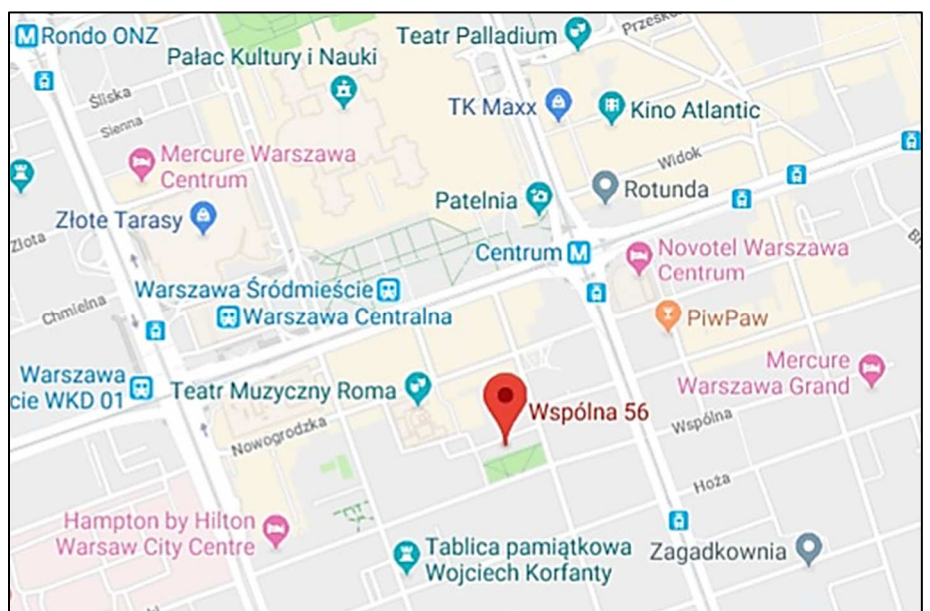 Rondo ONZ
Teatr Palladium
Pałac Kultury i Nauki
Śliska
TK Maxx
Kino Atlantic
Sienna
Mercure Warszawa
Centrum
Widok
Patelnia
Rotunda
Złote Tarasy
Złota
Centrum
Novotel Warszawa
Centrum
Warszawa Śródmieście
Chmielna
Warszawa Centralna
PiwPaw
Warszawa
cie WKD 01
Teatr Muzyczny Roma
Mercure
Warszawa Grand
Wspólna 56
Wspólna
Nowogrodzka
Hoża
Hampton by Hilton
Warsaw City Centre
Tablica pamiątkowa
Wojciech Korfanty
Zagadkownia